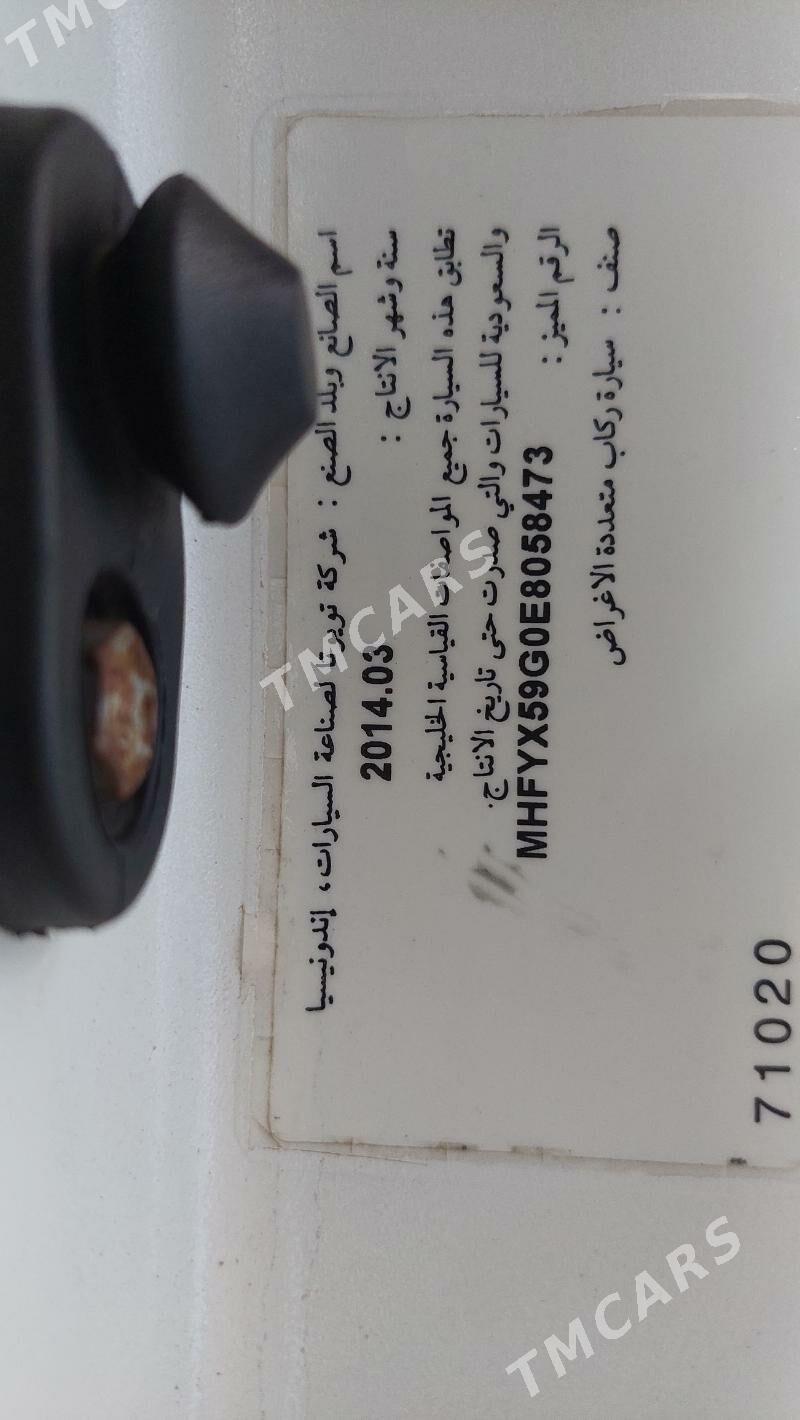 اسم الصانع وبلد الصنع : شركة تويوتا لصناعة السيارات، إندونيسيا
سنة وشهر الانتاج : 2014.03
تطابق هذه السيارة جميع المواصفات القياسية الخليجية
والسعودية للسيارات والتي صدرت حتى تاريخ الانتاج.
الرقم المميز : MHFYX59G0E8058473
صنف : سيارة ركاب متعددة الاغراض
71020
TMCARS
TMCARS
TMC